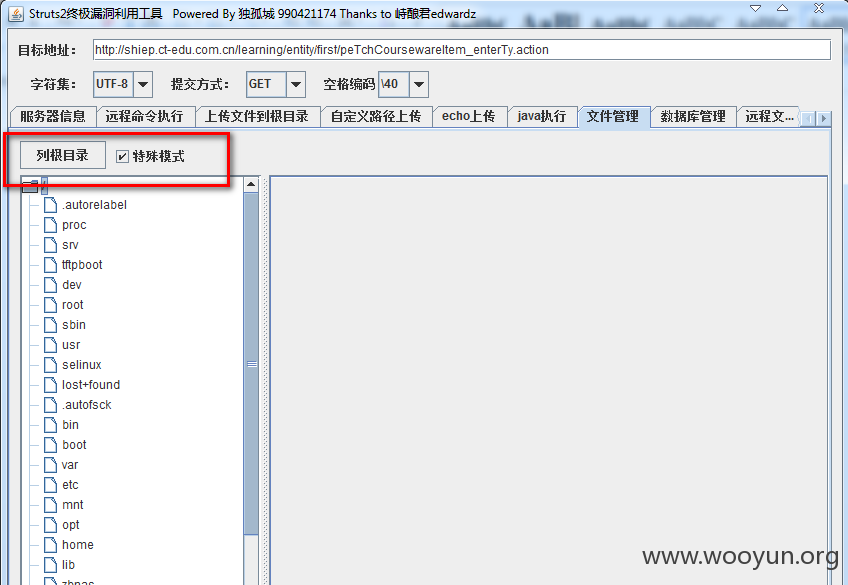 Struts2终极漏洞利用工具 Powered By 独孤城 990421174 Thanks to 峙酿君edwardz
目标地址: http://shiep.ct-edu.com.cn/learning/entity/first/peTchCoursewareItem_enterTy.action
字符集: UTF-8 提交方式: GET 空格编码 \40
服务器信息 远程命令执行 上传文件到根目录 自定义路径上传 echo上传 java执行 文件管理 数据库管理 远程文...
列根目录 特殊模式
/
.autorelabel
proc
srv
tftpboot
dev
root
sbin
usr
selinux
lost+found
.autofsck
bin
boot
var
etc
mnt
opt
home
lib
www.wooyun.org